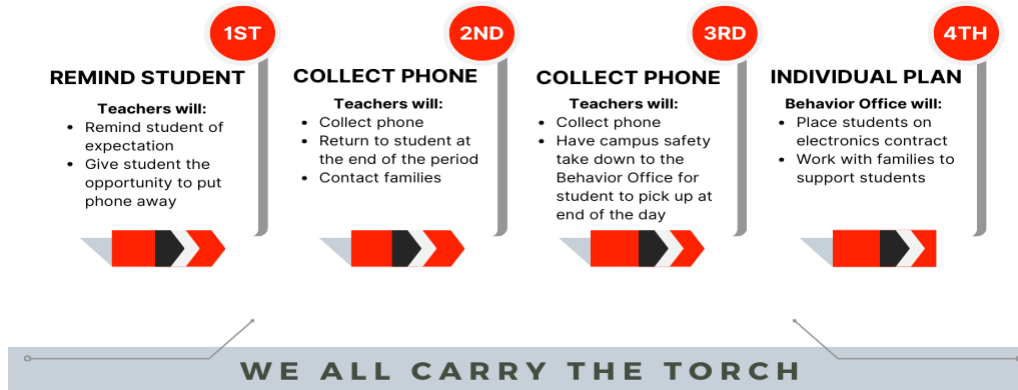 1ST
REMIND STUDENT
Teachers will:
• Remind student of
expectation
• Give student the
opportunity to put
phone away
2ND
COLLECT PHONE
Teachers will:
• Collect phone
• Return to student at
the end of the period
• Contact families
3RD
COLLECT PHONE
Teachers will:
• Collect phone
• Have campus safety
take down to the
Behavior Office for
student to pick up at
end of the day
4TH
INDIVIDUAL PLAN
Behavior Office will:
• Place students on
electronics contract
• Work with families to
support students
WE ALL CARRY THE TORCH